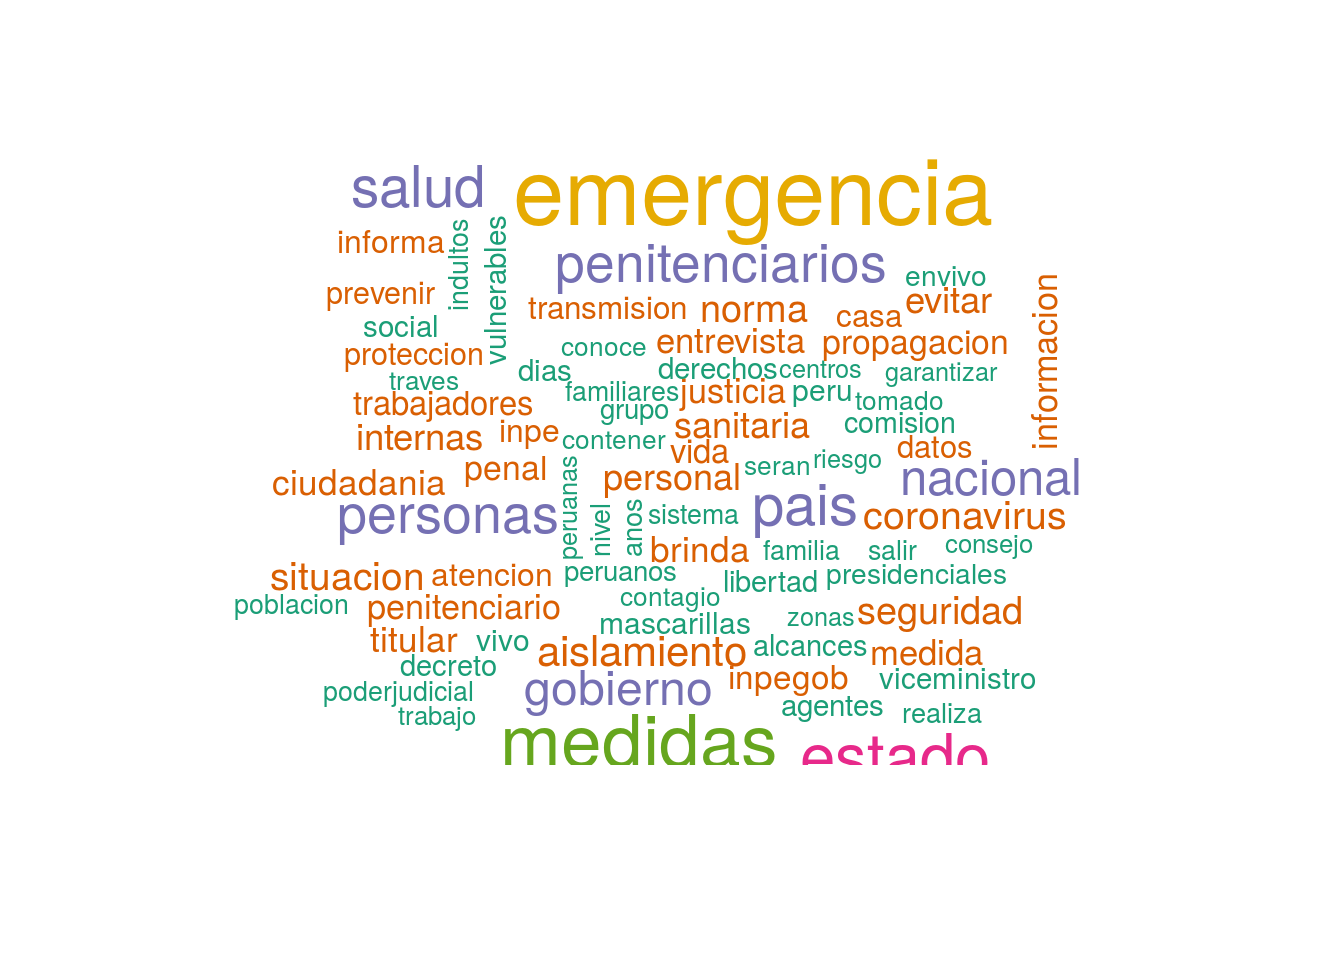 salud
emergencia
informa
indultos
vulnerables
penitenciarios
envivo
prevenir
transmision
norma
casa
evitar
informacion
social
proteccion
conoce
entrevista
propagacion
traves
dias
derechos
centros
garantizar
familiares
justicia
peru
tomado
trabajadores
grupo
sanitaria
comision
internas
inpe
contener
vida
datos
penal
seran
riesgo
ciudadania
personal
nacional
personas
peruanas
nivel
anos
sistema
pais
coronavirus
brinda
familia
salir
consejo
situacion
atencion
peruanos
libertad
presidenciales
poblacion
penitenciario
contagio
zonas
seguridad
titular
vivo
mascarillas
aislamiento
alcances
medida
decreto
poderjudicial
gobierno
inpegob
viceministro
trabajo
agentes
realiza
medidas
estado